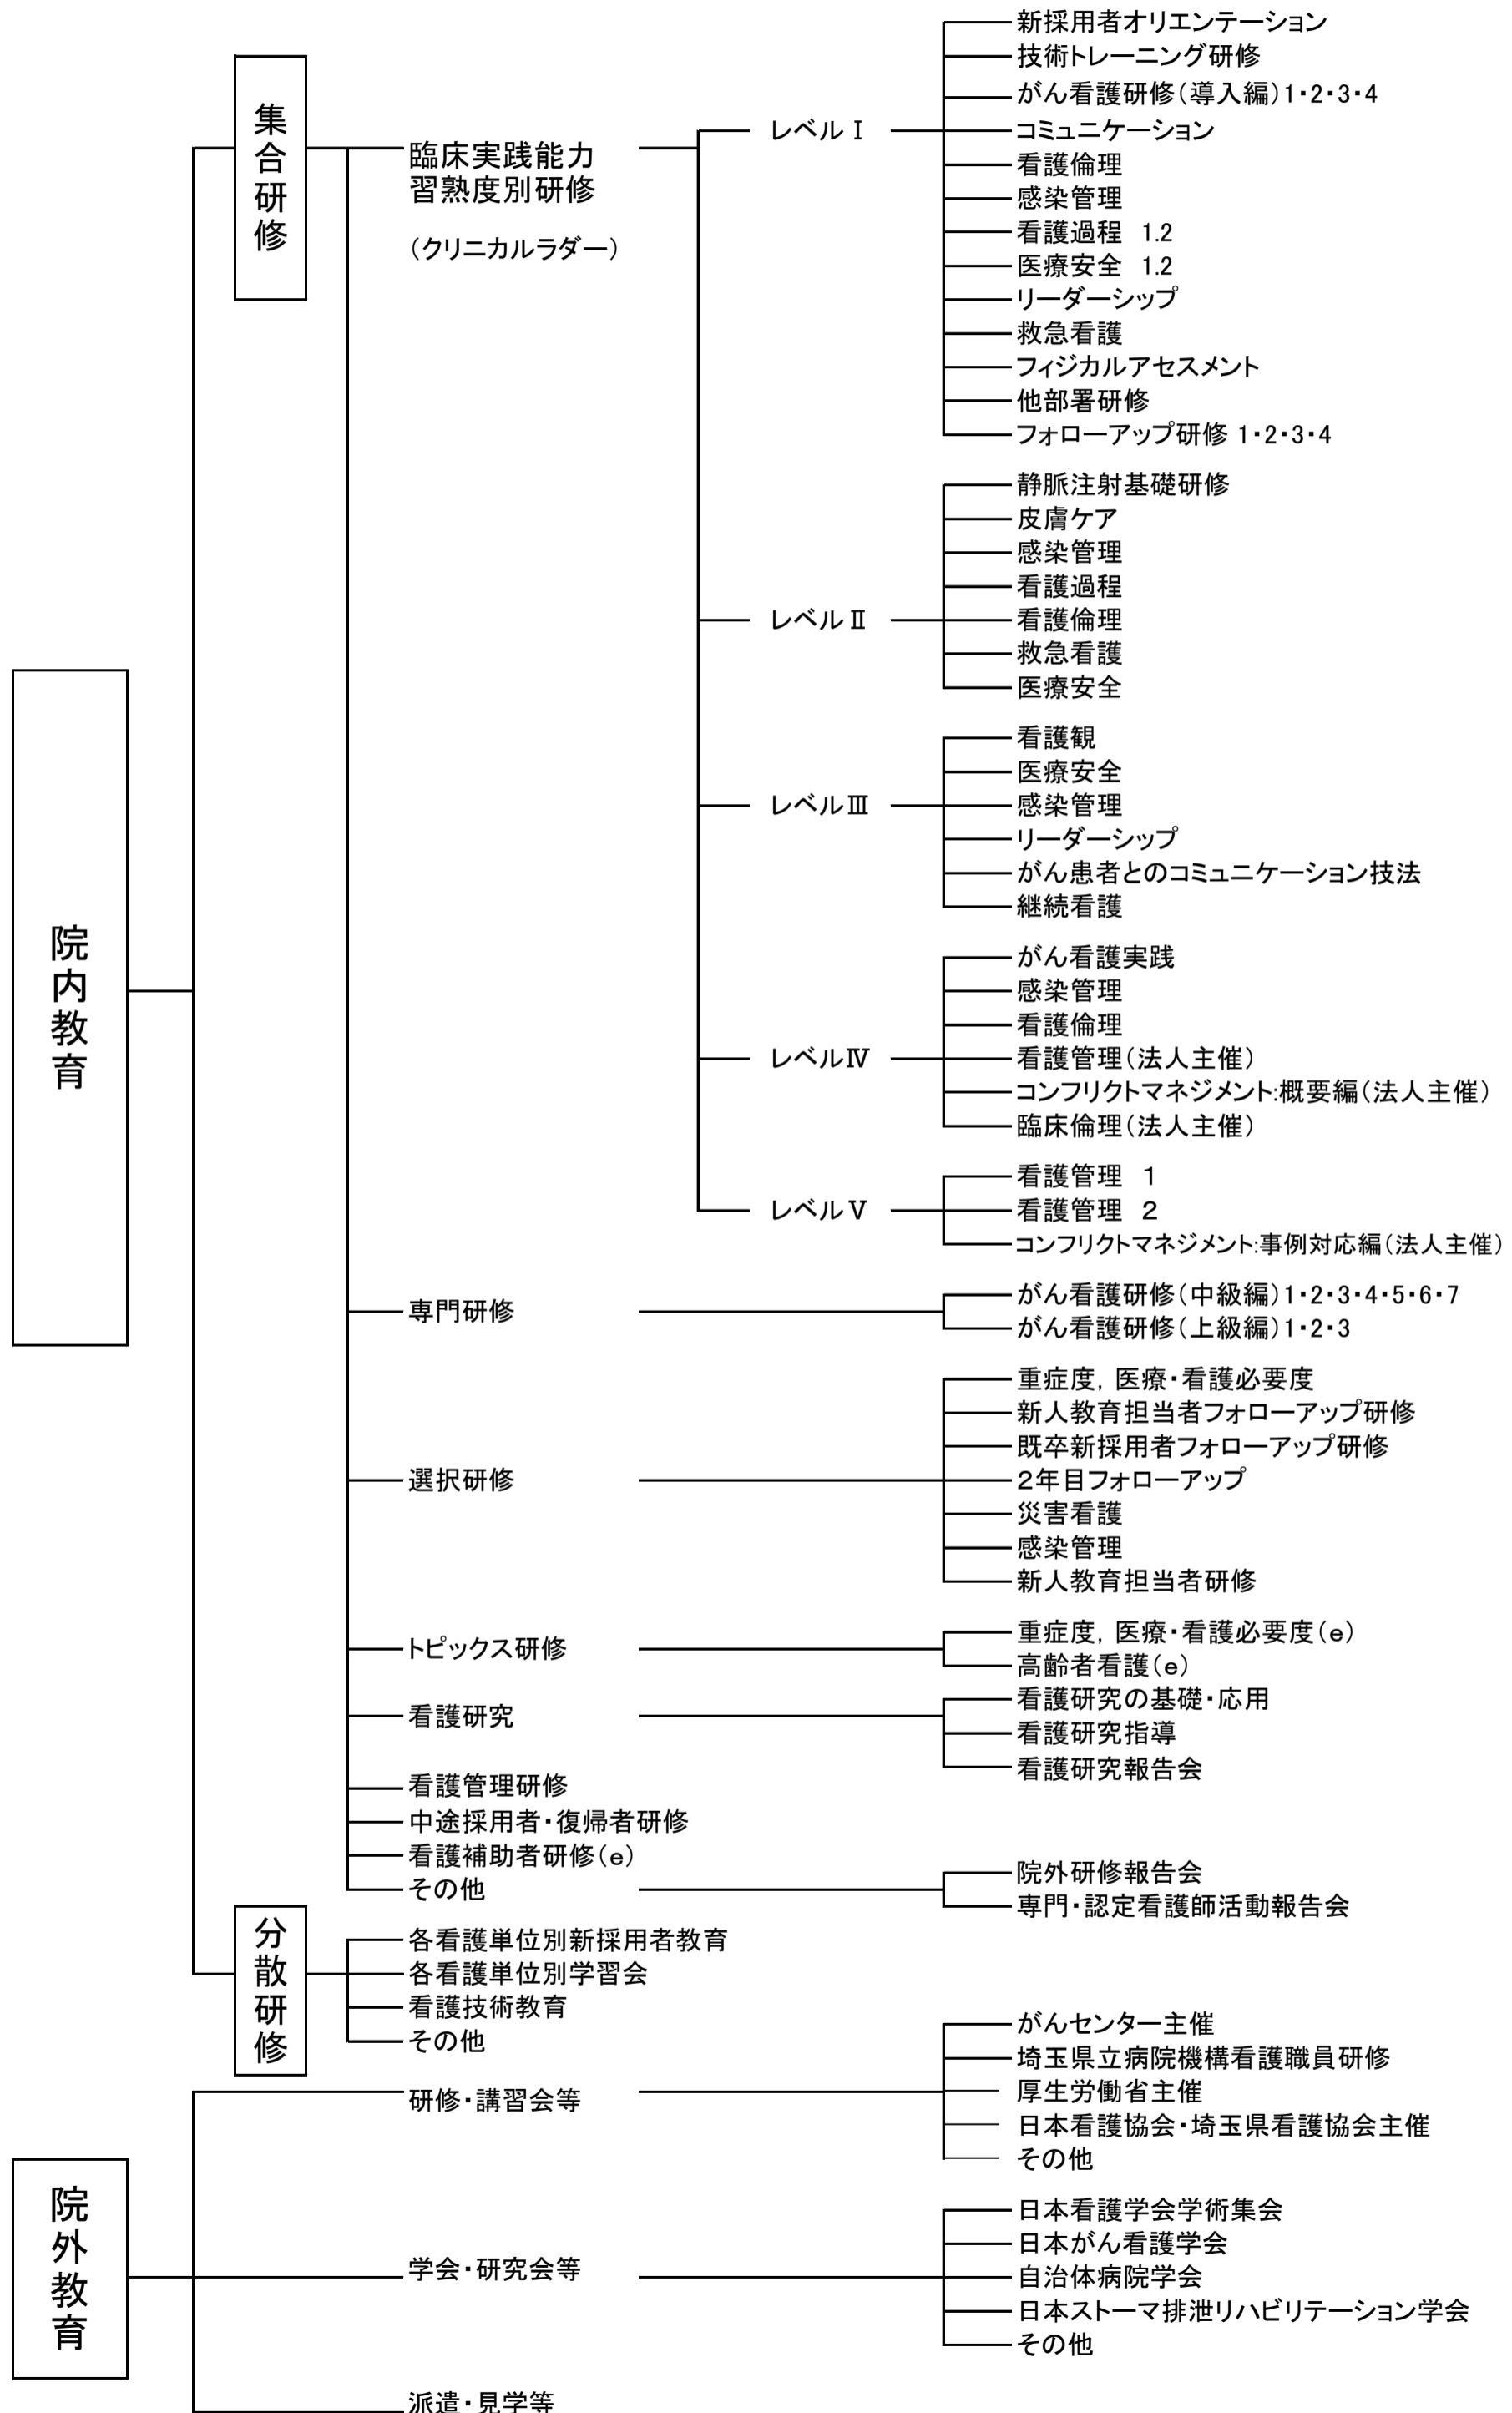 院内教育
集合研修
臨床実践能力
習熟度別研修
（クリニカルラダー）
レベルⅠ
新採用者オリエンテーション
技術トレーニング研修
がん看護研修（導入編）1・2・3・4
コミュニケーション
看護倫理
感染管理
看護過程 1.2
医療安全 1.2
リーダーシップ
救急看護
フィジカルアセスメント
他部署研修
フォローアップ研修 1・2・3・4
レベルⅡ
静脈注射基礎研修
皮膚ケア
感染管理
看護過程
看護倫理
救急看護
医療安全
レベルⅢ
看護観
医療安全
感染管理
リーダーシップ
がん患者とのコミュニケーション技法
継続看護
レベルⅣ
がん看護実践
感染管理
看護倫理
看護管理（法人主催）
コンフリクトマネジメント:概要編（法人主催）
臨床倫理（法人主催）
レベルⅤ
看護管理 1
看護管理 2
コンフリクトマネジメント:事例対応編（法人主催）
専門研修
がん看護研修（中級編）1・2・3・4・5・6・7
がん看護研修（上級編）1・2・3
選択研修
重症度，医療・看護必要度
新人教育担当者フォローアップ研修
既卒新採用者フォローアップ研修
2年目フォローアップ
災害看護
感染管理
新人教育担当者研修
トピックス研修
重症度，医療・看護必要度（e）
高齢者看護（e）
看護研究
看護研究の基礎・応用
看護研究指導
看護研究報告会
看護管理研修
中途採用者・復帰者研修
看護補助者研修（e）
その他
院外研修報告会
専門・認定看護師活動報告会
分散研修
各看護単位別新採用者教育
各看護単位別学習会
看護技術教育
その他
院外教育
研修・講習会等
がんセンター主催
埼玉県立病院機構看護職員研修
厚生労働省主催
日本看護協会・埼玉県看護協会主催
その他
学会・研究会等
日本看護学会学術集会
日本がん看護学会
自治体病院学会
日本ストーマ排泄リハビリテーション学会
その他
派遣・見学等